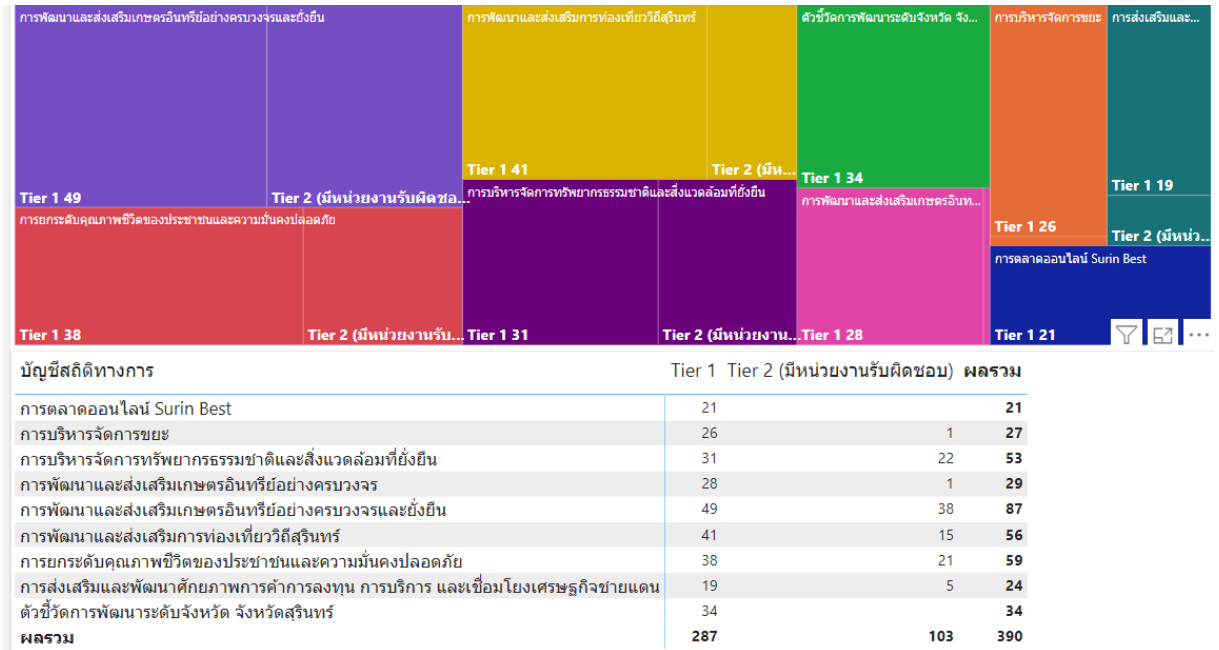 การพัฒนาและส่งเสริมเกษตรอินทรีย์อย่างครบวงจรและยั่งยืน
Tier 1 49
Tier 2 (มีหน่วยงานรับผิดชอ...
การยกระดับคุณภาพชีวิตของประชาชนและความมั่นคงปลอดภัย
Tier 1 38
Tier 2 (มีหน่วยงานรับ...
การพัฒนาและส่งเสริมการท่องเที่ยววิถีสุรินทร์
Tier 1 41
Tier 2 (มีห...
การบริหารจัดการทรัพยากรธรรมชาติและสิ่งแวดล้อมที่ยั่งยืน
Tier 1 31
Tier 2 (มีหน่วยงาน...
ตัวชี้วัดการพัฒนาระดับจังหวัด จัง...
Tier 1 34
การพัฒนาและส่งเสริมเกษตรอินท...
Tier 1 28
การบริหารจัดการขยะ
Tier 1 26
การส่งเสริมและ...
Tier 1 19
Tier 2 (มีหน่ว...
การตลาดออนไลน์ Surin Best
Tier 1 21
บัญชีสถิติทางการ Tier 1 Tier 2 (มีหน่วยงานรับผิดชอบ) ผลรวม
การตลาดออนไลน์ Surin Best 21 21
การบริหารจัดการขยะ 26 1 27
การบริหารจัดการทรัพยากรธรรมชาติและสิ่งแวดล้อมที่ยั่งยืน 31 22 53
การพัฒนาและส่งเสริมเกษตรอินทรีย์อย่างครบวงจร 28 1 29
การพัฒนาและส่งเสริมเกษตรอินทรีย์อย่างครบวงจรและยั่งยืน 49 38 87
การพัฒนาและส่งเสริมการท่องเที่ยววิถีสุรินทร์ 41 15 56
การยกระดับคุณภาพชีวิตของประชาชนและความมั่นคงปลอดภัย 38 21 59
การส่งเสริมและพัฒนาศักยภาพการค้าการลงทุน การบริการ และเชื่อมโยงเศรษฐกิจชายแดน 19 5 24
ตัวชี้วัดการพัฒนาระดับจังหวัด จังหวัดสุรินทร์ 34 34
ผลรวม 287 103 390